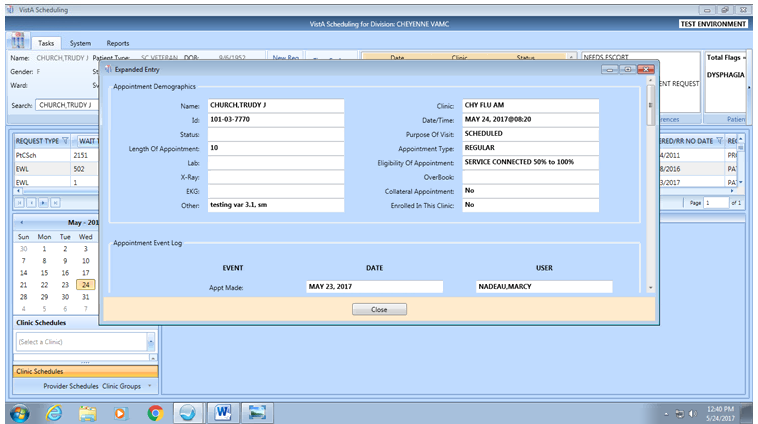 VistA Scheduling
VistA Scheduling for Division: CHEYENNE VAMC
TEST ENVIRONMENT
Tasks System Reports
Name: CHURCH,TRUDY J Patient Type: SC VETERAN DOB: 9/6/1952 New Req Date Clinic Status NEEDS ESCORT Total Flags =
Gender: F
Ward:
Search: CHURCH,TRUDY J
ENT REQUEST
DYSPHAGIA
rences Patien
REQUEST TYPE WAIT T ERED/RR NO DATE REC
PtCSch 2151 4/2011 PRO
EWL 502 8/2016 PA
EWL 1 3/2017 PA
Page 1 of 1
Expanded Entry
Appointment Demographics
Name: CHURCH,TRUDY J Clinic: CHY FLU AM
Id: 101-03-7770 Date/Time: MAY 24, 2017@08:20
Status: Purpose Of Visit: SCHEDULED
Length Of Appointment: 10 Appointment Type: REGULAR
Lab: Eligibility Of Appointment: SERVICE CONNECTED 50% to 100%
X-Ray: OverBook:
EKG: Collateral Appointment: No
Other: testing var 3.1, sm Enrolled In This Clinic: No
Appointment Event Log
EVENT DATE USER
Appt Made: MAY 23, 2017 NADEAU,MARCY
Close
May - 201
Sun Mon Tue Wed
30 1 2 3
7 8 9 10
14 15 16 17
21 22 23 24
28 29 30 31
4 5 6 7
Clinic Schedules
(Select a Clinic)
Clinic Schedules
Provider Schedules Clinic Groups
12:40 PM
5/24/2017